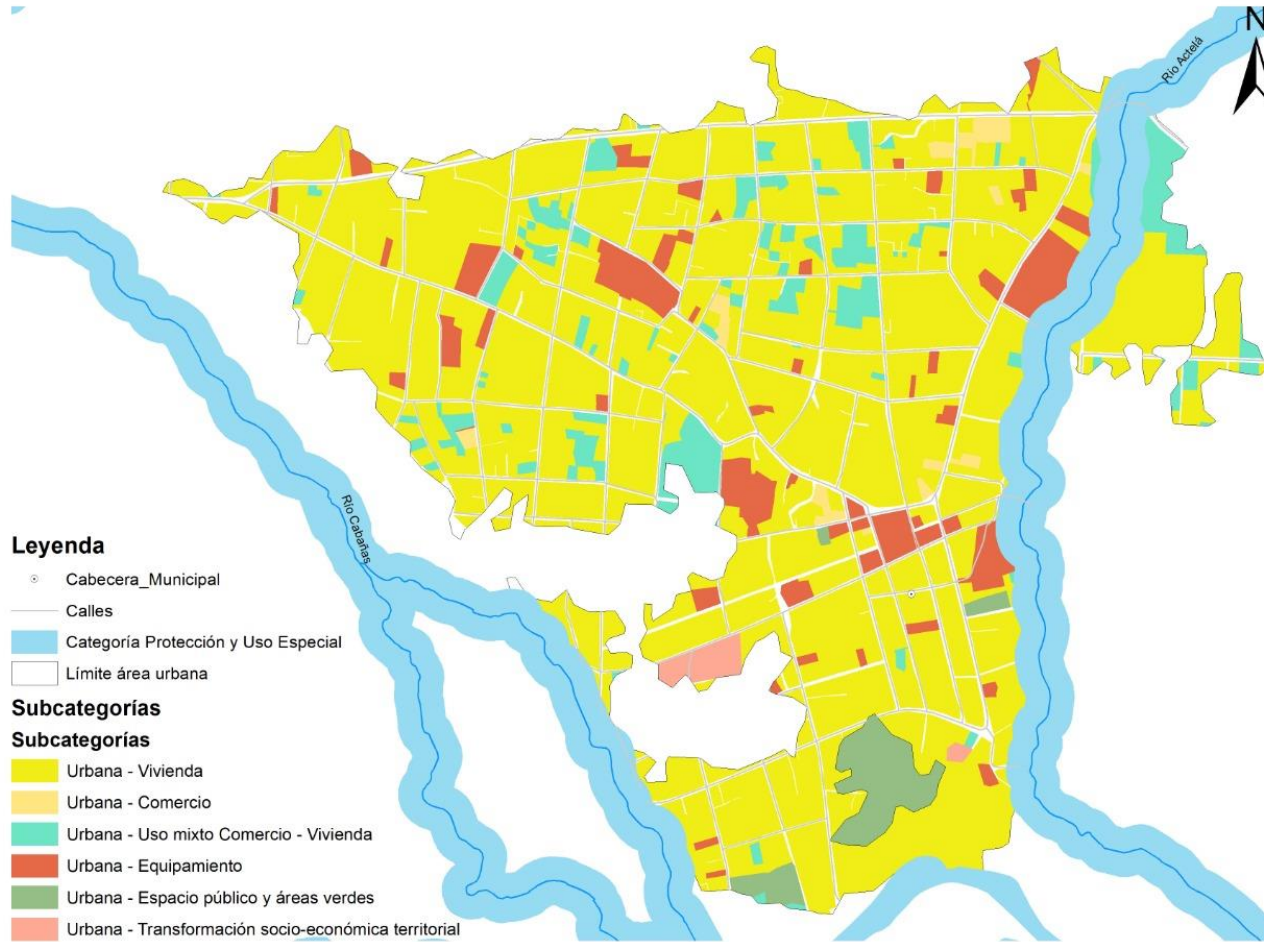 N
Río Actelá
Río Cabañas
Leyenda
Cabecera_Municipal
Calles
Categoría Protección y Uso Especial
Límite área urbana
Subcategorías
Subcategorías
Urbana - Vivienda
Urbana - Comercio
Urbana - Uso mixto Comercio - Vivienda
Urbana - Equipamiento
Urbana - Espacio público y áreas verdes
Urbana - Transformación socio-económica territorial